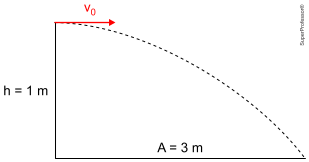 v₀
SuperProfessor®
h = 1 m
A = 3 m